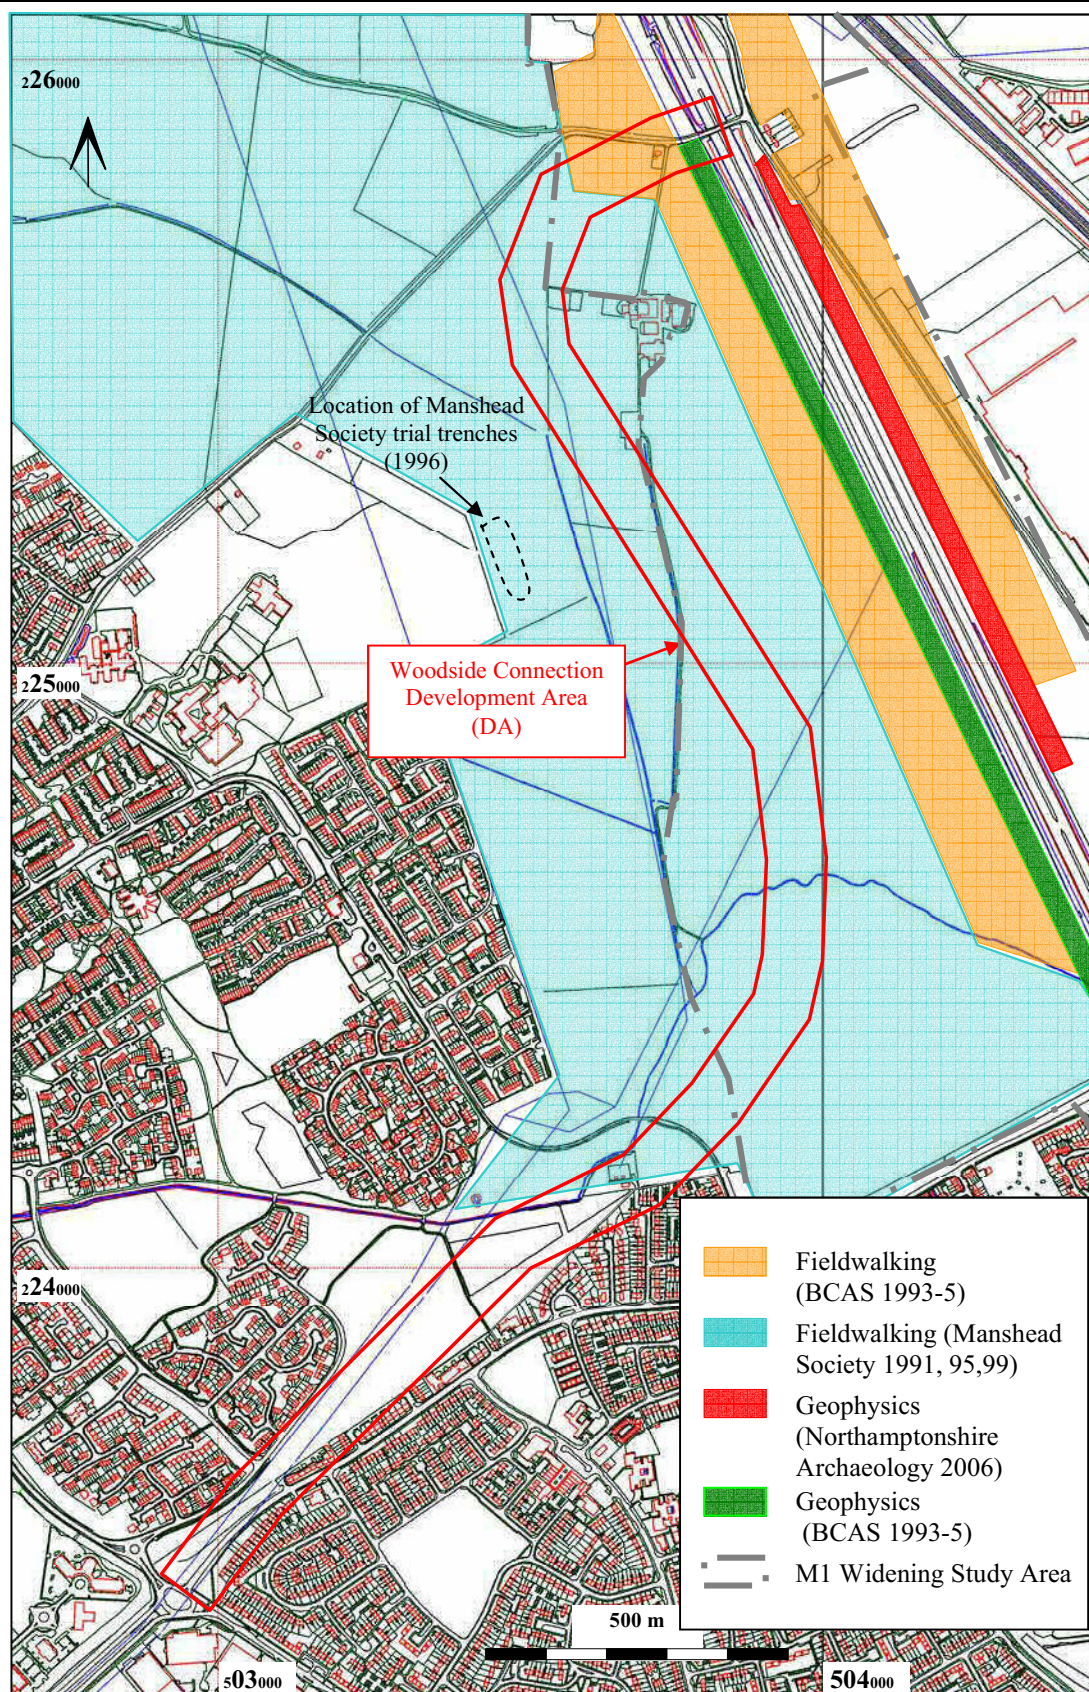 226000
Location of Manshead
Society trial trenches
(1996)
Woodside Connection
Development Area
(DA)
225000
224000
Fieldwalking
(BCAS 1993-5)
Fieldwalking (Manshead
Society 1991, 95,99)
Geophysics
(Northamptonshire
Archaeology 2006)
Geophysics
(BCAS 1993-5)
M1 Widening Study Area
500 m
503000
504000